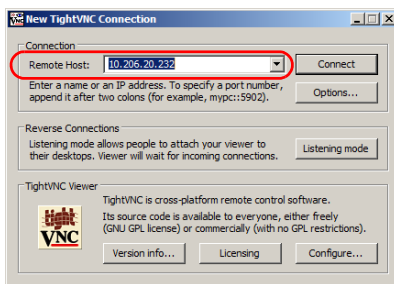 New TightVNC Connection
Connection
Remote Host: 10.206.20.232 Connect
Enter a name or an IP address. To specify a port number,
append it after two colons (for example, mypc::5902).
Options...
Reverse Connections
Listening mode allows people to attach your viewer to
their desktops. Viewer will wait for incoming connections.
Listening mode
TightVNC Viewer
TightVNC is cross-platform remote control software.
Its source code is available to everyone, either freely
(GNU GPL license) or commercially (with no GPL restrictions).
tight
VNC
Version info... Licensing Configure...